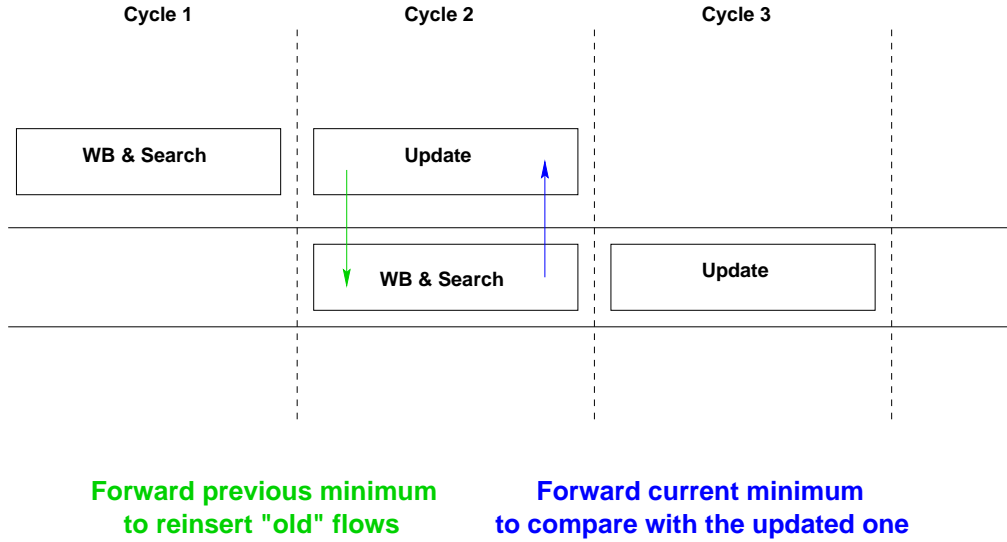 Cycle 1
Cycle 2
Cycle 3
WB & Search
Update
WB & Search
Update
Forward previous minimum
to reinsert "old" flows
Forward current minimum
to compare with the updated one